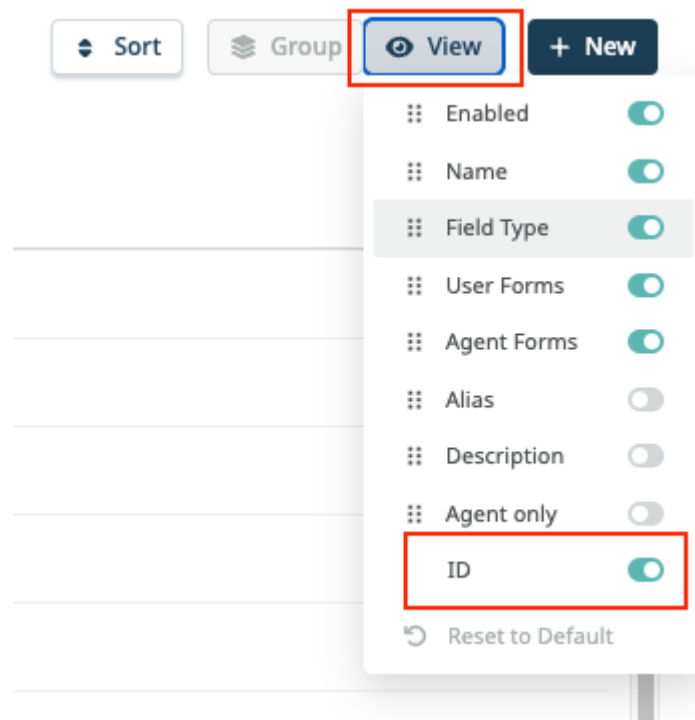 Sort Group View + New
Enabled
Name
Field Type
User Forms
Agent Forms
Alias
Description
Agent only
ID
Reset to Default